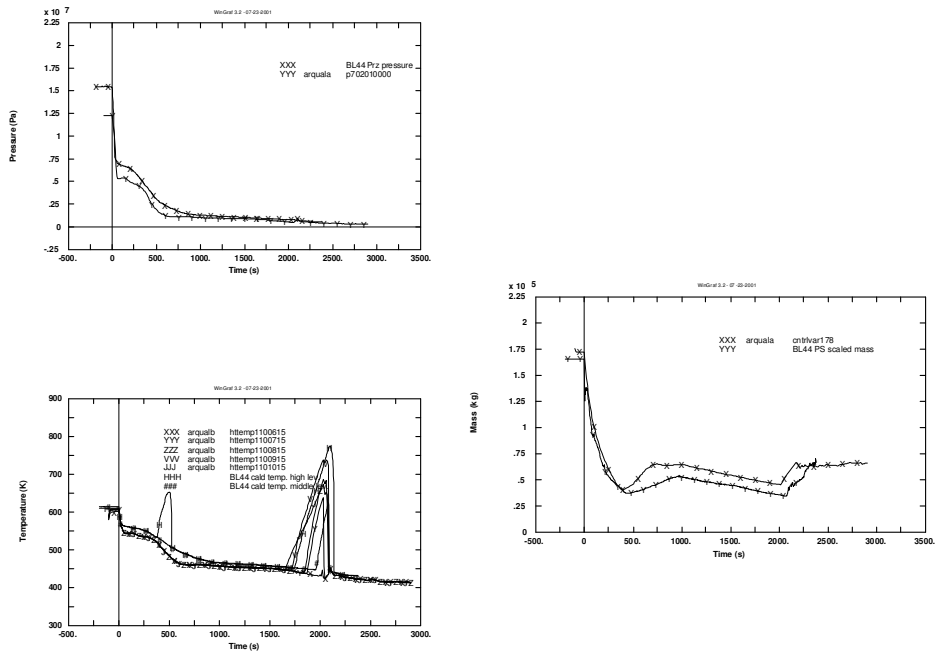 x 10 7
WinGraf 3.2 - 07-23-2001
2.25
2
1.75
1.5
1.25
1
.75
.5
.25
0
-.25
Pressure (Pa)
XXX BL44 Prz pressure
YYY arquala p702010000
-500. 0 500. 1000. 1500. 2000. 2500. 3000. 3500.
Time (s)
WinGraf 3.2 - 07-23-2001
900
800
700
600
500
400
300
Temperature (K)
XXX arqualb httemp1100615
YYY arqualb httemp1100715
ZZZ arqualb httemp1100815
VVV arqualb httemp1100915
JJJ arqualb httemp1101015
HHH BL44 cald temp. high lev
### BL44 cald temp. middle
-500. 0 500. 1000. 1500. 2000. 2500. 3000.
Time (s)
x 10 5
WinGraf 3.2 - 07-23-2001
2.25
2
1.75
1.5
1.25
1
.75
.5
.25
0
Mass (kg)
XXX arquala cntrlvar178
YYY BL44 PS scaled mass
-500. 0 500. 1000. 1500. 2000. 2500. 3000. 3500.
Time (s)